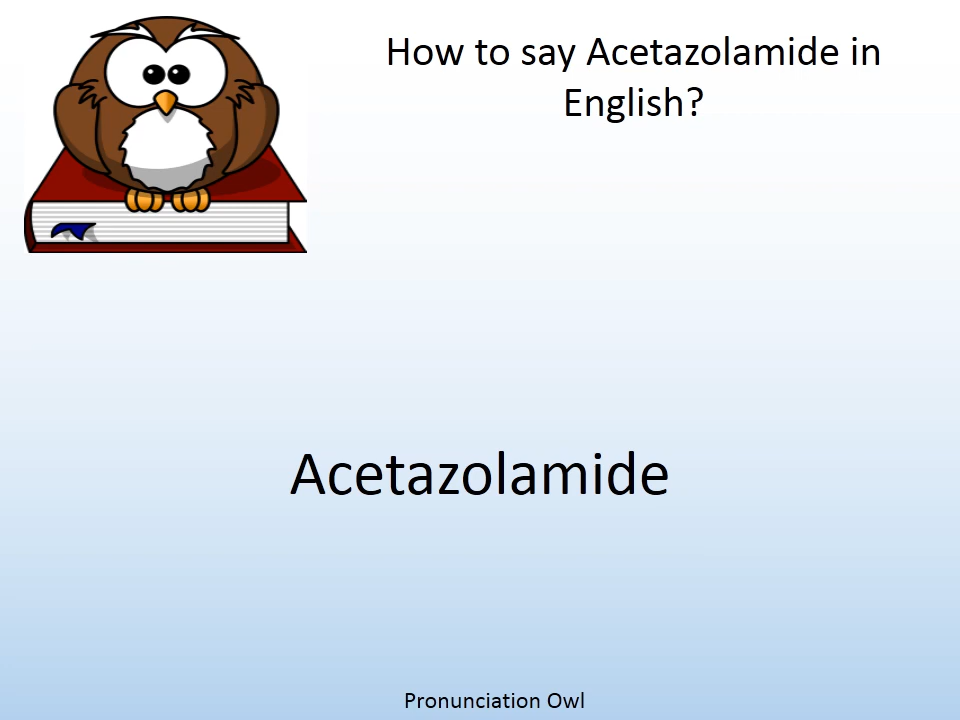 How to say Acetazolamide in
English?
Acetazolamide
Pronunciation Owl